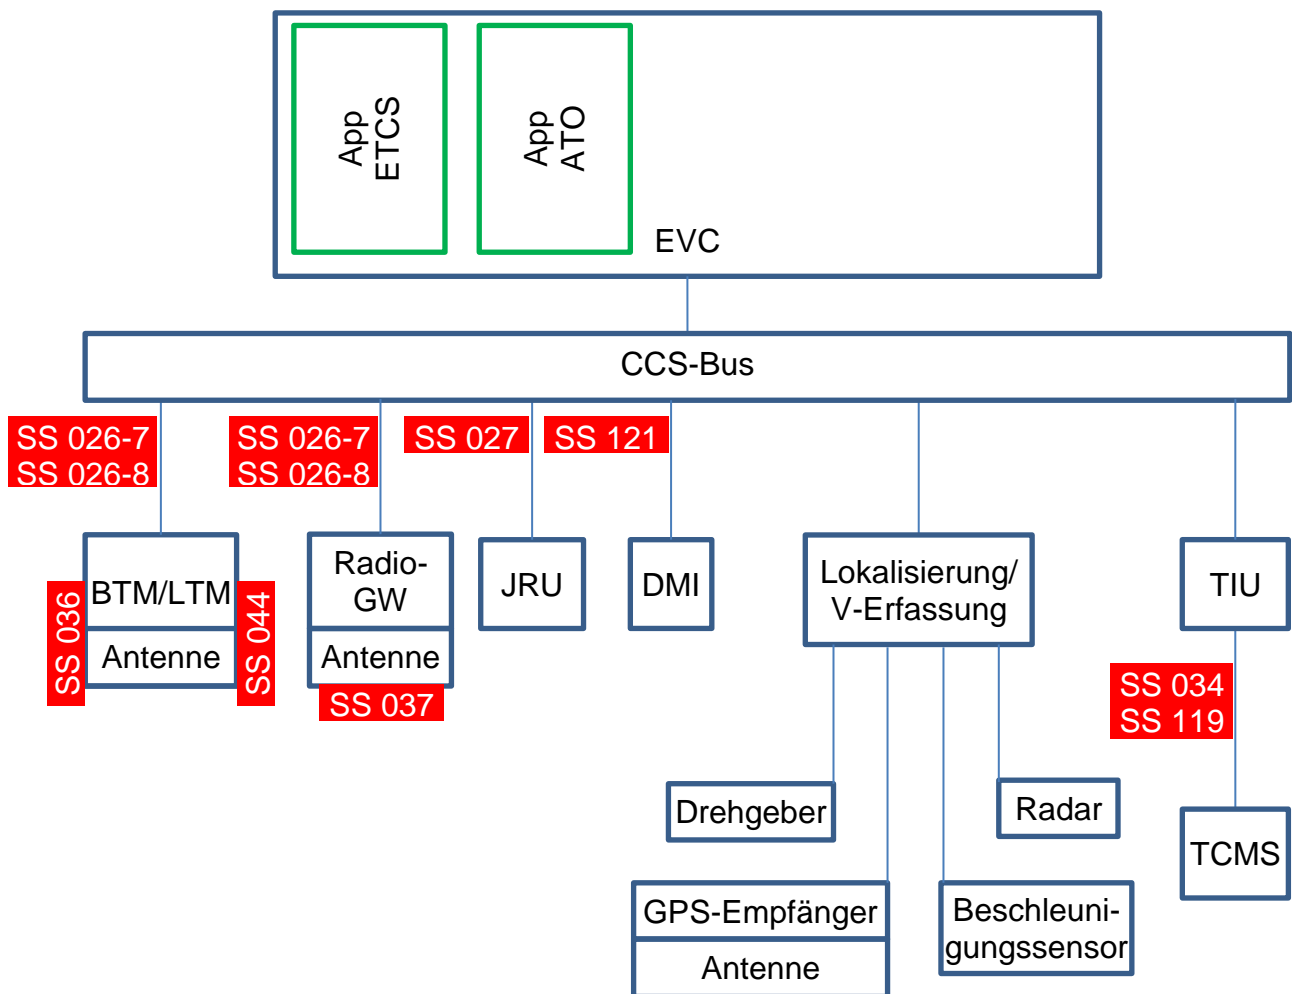 App
ETCS
App
ATO
EVC
CCS-Bus
SS 026-7
SS 026-8
SS 026-7
SS 026-8
SS 027
SS 121
BTM/LTM
Antenne
SS 036
SS 044
Radio-
GW
Antenne
SS 037
JRU
DMI
Lokalisierung/
V-Erfassung
TIU
SS 034
SS 119
Drehgeber
Radar
TCMS
GPS-Empfänger
Antenne
Beschleuni-
gungssensor